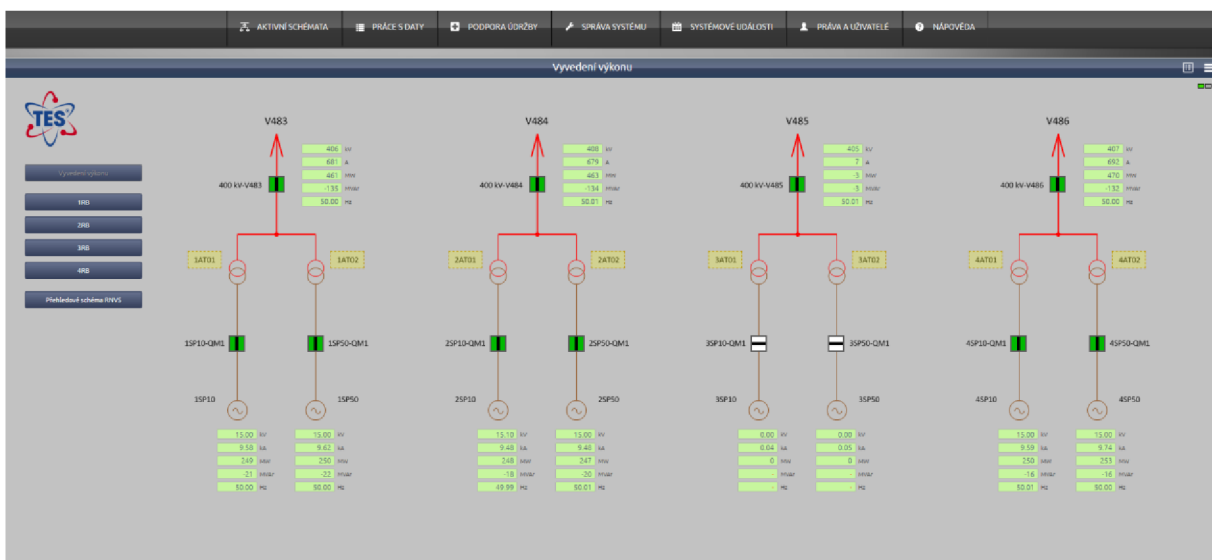 AKTIVNÍ SCHÉMATA PRÁCE S DATY PODPORA ÚDRŽBY SPRÁVA SYSTÉMU SYSTÉMOVÉ UDÁLOSTI PRÁVA A UŽIVATELÉ NÁPOVĚDA
Vyvedení výkonu
TES
Vyvedení výkonu
1RB
2RB
3RB
4RB
Přehledové schéma RNVS
V483
406 kV
681 A
461 MW
-135 MVAr
50.00 Hz
400 kV-V483
1AT01
1AT02
1SP10-QM1
1SP50-QM1
1SP10
1SP50
15.00 kV 15.00 kV
9.58 kA 9.62 kA
249 MW 250 MW
-21 MVAr -22 MVAr
50.00 Hz 50.00 Hz
V484
408 kV
679 A
463 MW
-134 MVAr
50.01 Hz
400 kV-V484
2AT01
2AT02
2SP10-QM1
2SP50-QM1
2SP10
2SP50
15.10 kV 15.00 kV
9.48 kA 9.48 kA
248 MW 247 MW
-18 MVAr -20 MVAr
49.99 Hz 50.01 Hz
V485
405 kV
7 A
-3 MW
-3 MVAr
50.01 Hz
400 kV-V485
3AT01
3AT02
3SP10-QM1
3SP50-QM1
3SP10
3SP50
0.00 kV 0.00 kV
0.04 kA 0.05 kA
0 MW 0 MW
- MVAr - MVAr
- Hz - Hz
V486
407 kV
692 A
470 MW
-132 MVAr
50.00 Hz
400 kV-V486
4AT01
4AT02
4SP10-QM1
4SP50-QM1
4SP10
4SP50
15.00 kV 15.00 kV
9.59 kA 9.74 kA
250 MW 253 MW
-16 MVAr -16 MVAr
50.01 Hz 50.00 Hz